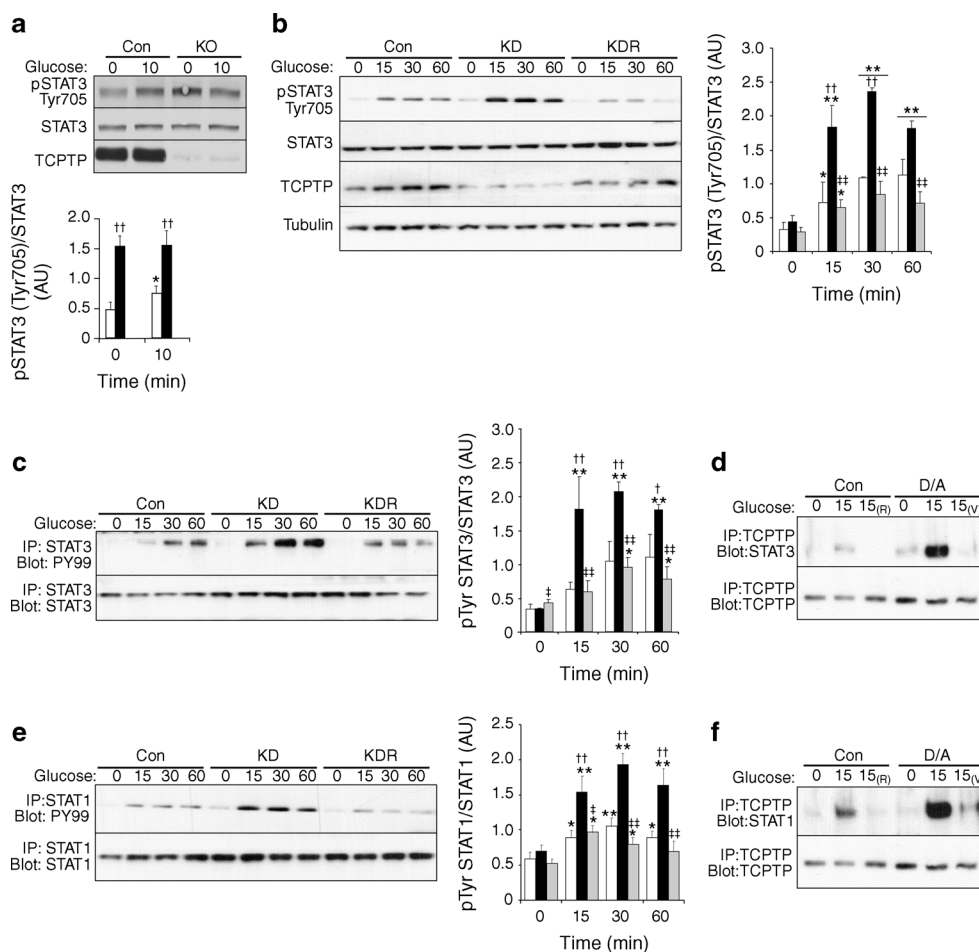 a
Con KO
Glucose: 0 10 0 10
pSTAT3
Tyr705
STAT3
TCPTP
pSTAT3 (Tyr705)/STAT3
(AU)
2.0
1.5
1.0
0.5
0
†† ††
*
0 10
Time (min)
b
Con KD KDR
Glucose: 0 15 30 60 0 15 30 60 0 15 30 60
pSTAT3
Tyr705
STAT3
TCPTP
Tubulin
pSTAT3 (Tyr705)/STAT3 (AU)
3.0
2.5
2.0
1.5
1.0
0.5
0
**
††
††
**
**
* ‡‡
*
‡‡ ‡‡
0 15 30 60
Time (min)
c
Con KD KDR
Glucose: 0 15 30 60 0 15 30 60 0 15 30 60
IP: STAT3
Blot: PY99
IP: STAT3
Blot: STAT3
pTyr STAT3/STAT3 (AU)
3.0
2.5
2.0
1.5
1.0
0.5
0
†† †† †
** ** **
‡ ‡‡ ‡‡ ‡‡
* *
0 15 30 60
Time (min)
d
Con D/A
Glucose: 0 15 15(R) 0 15 15(V
IP:TCPTP
Blot:STAT3
IP:TCPTP
Blot:TCPTP
e
Con KD KDR
Glucose: 0 15 30 60 0 15 30 60 0 15 30 60
IP:STAT1
Blot: PY99
IP: STAT1
Blot: STAT1
pTyr STAT1/STAT1 (AU)
2.5
2.0
1.5
1.0
0.5
0
†† †† ††
** ** **
* ‡ ** ‡‡ * ‡‡
* *
0 15 30 60
Time (min)
f
Con D/A
Glucose: 0 15 15(R) 0 15 15(V
IP:TCPTP
Blot:STAT1
IP:TCPTP
Blot:TCPTP